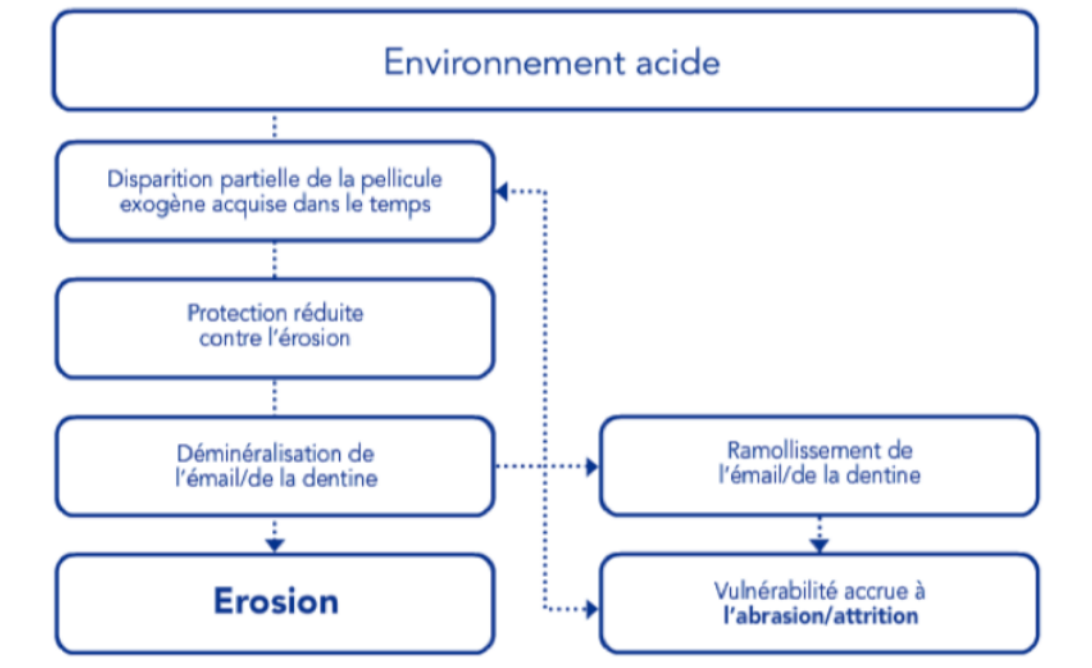 Environnement acide
Disparition partielle de la pellicule
exogène acquise dans le temps
Protection réduite
contre l'érosion
Déminéralisation de
l'émail/de la dentine
Ramollissement de
l'émail/de la dentine
Erosion
Vulnérabilité accrue à
l'abrasion/attrition